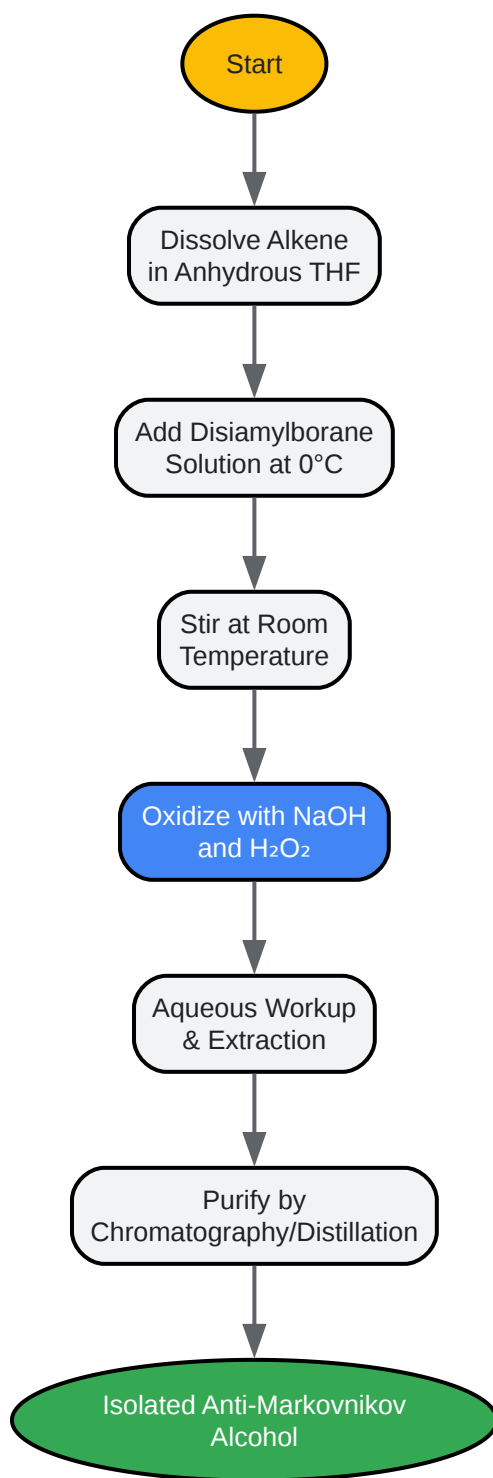 Start
Dissolve Alkene
in Anhydrous THF
Add Disiamylborane
Solution at 0°C
Stir at Room
Temperature
Oxidize with NaOH
and H₂O₂
Aqueous Workup
& Extraction
Purify by
Chromatography/Distillation
Isolated Anti-Markovnikov
Alcohol